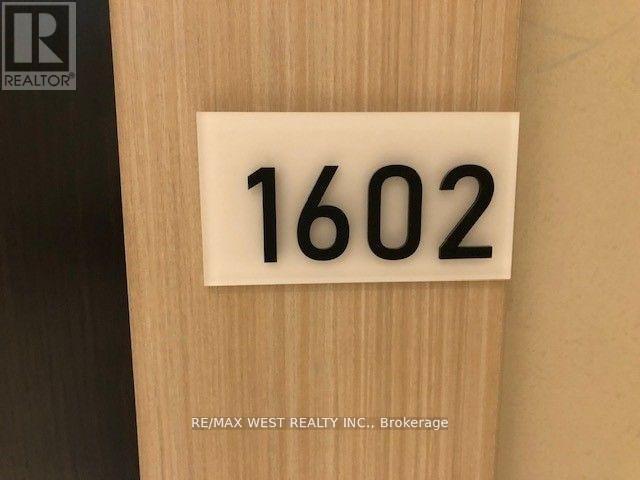 R
REALTOR®
1602
RE/MAX WEST REALTY INC., Brokerage